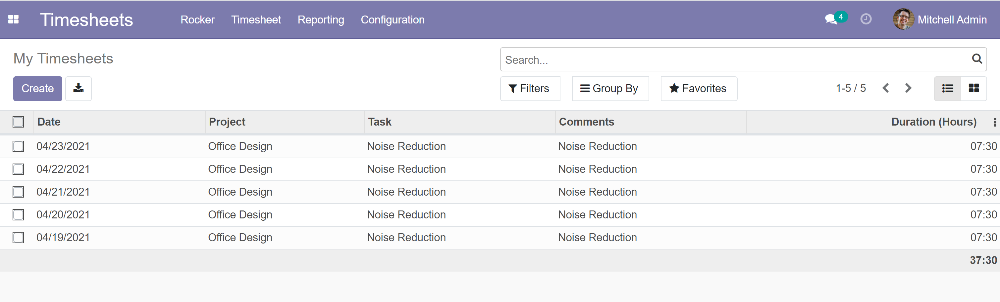 Timesheets Rocker Timesheet Reporting Configuration 4 Mitchell Admin
My Timesheets
Search...
Create Filters Group By Favorites 1-5 / 5
Date Project Task Comments Duration (Hours)
04/23/2021 Office Design Noise Reduction Noise Reduction 07:30
04/22/2021 Office Design Noise Reduction Noise Reduction 07:30
04/21/2021 Office Design Noise Reduction Noise Reduction 07:30
04/20/2021 Office Design Noise Reduction Noise Reduction 07:30
04/19/2021 Office Design Noise Reduction Noise Reduction 07:30
37:30